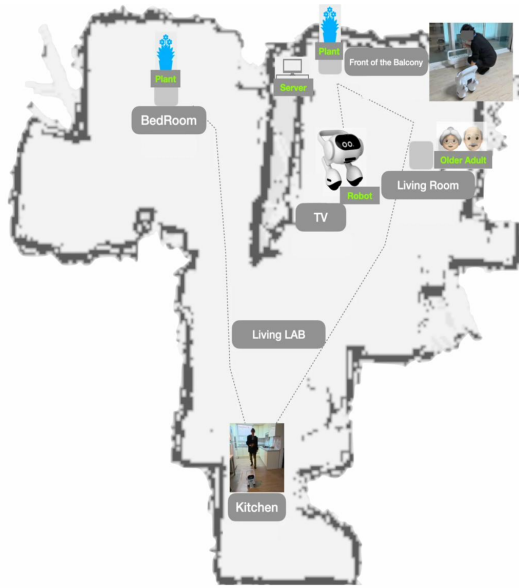 Plant
Plant
Front of the Balcony
Server
BedRoom
Older Adult
Living Room
Robot
TV
Living LAB
Kitchen